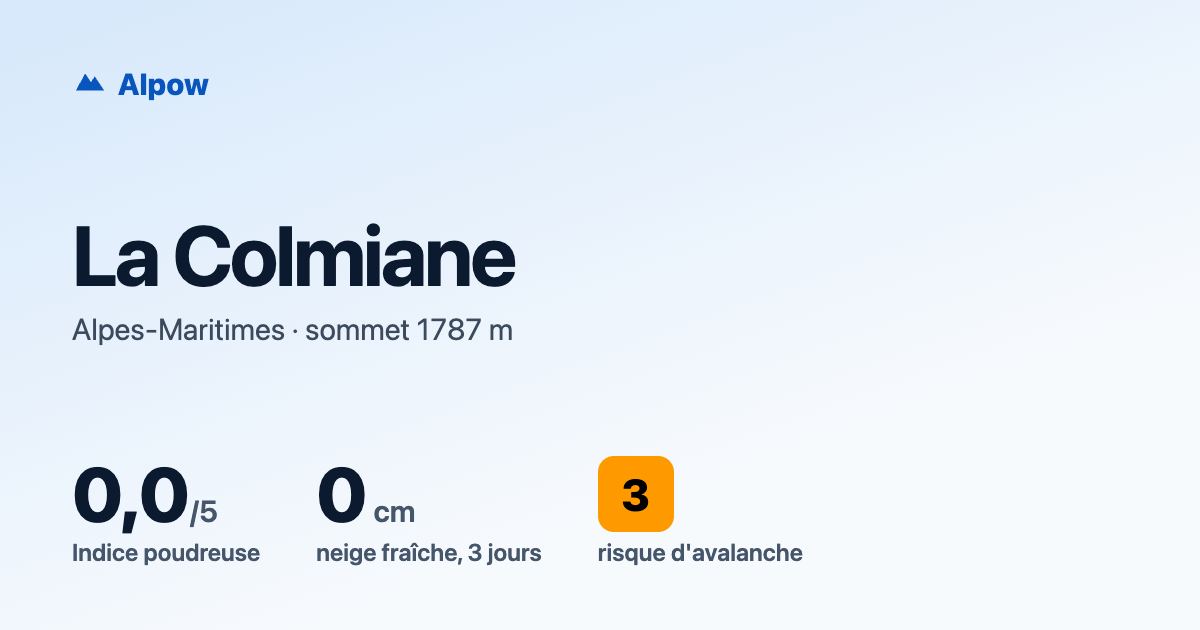 Alpow
La Colmiane
Alpes-Maritimes · sommet 1787 m
0,0/5
Indice poudreuse
0 cm
neige fraîche, 3 jours
3
risque d'avalanche